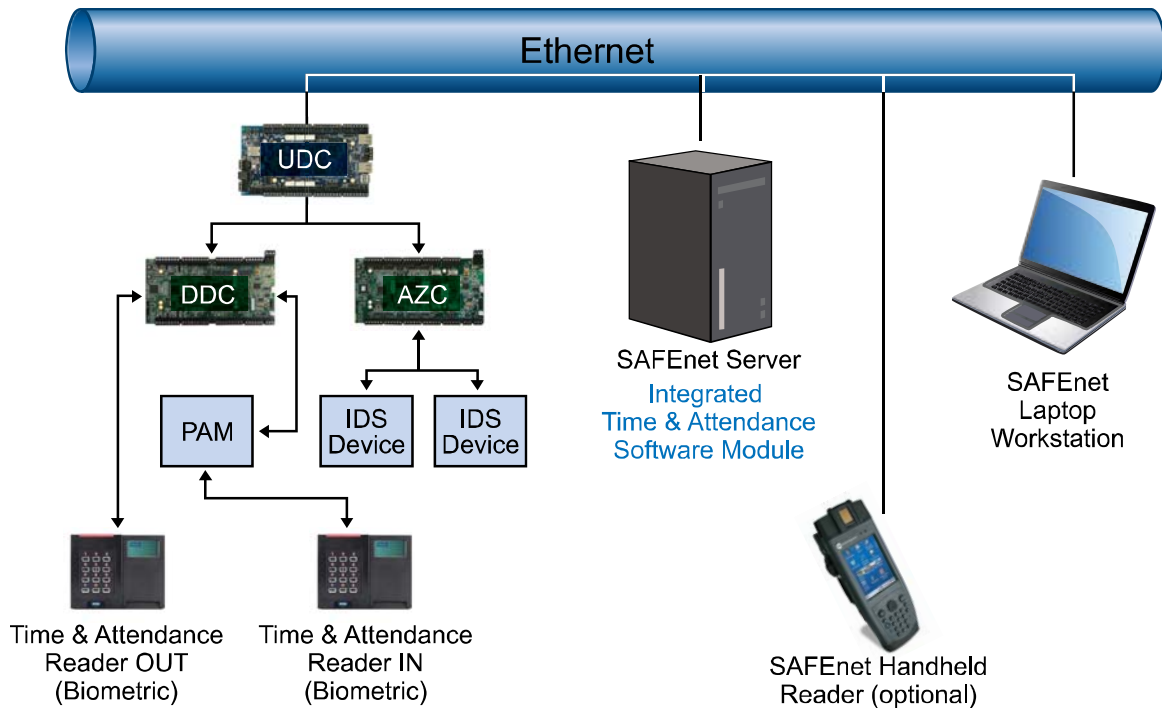 Ethernet
UDC
DDC
AZC
PAM
IDS
Device
IDS
Device
SAFEnet Server
Integrated
Time & Attendance
Software Module
SAFEnet
Laptop
Workstation
Time & Attendance
Reader OUT
(Biometric)
Time & Attendance
Reader IN
(Biometric)
SAFEnet Handheld
Reader (optional)